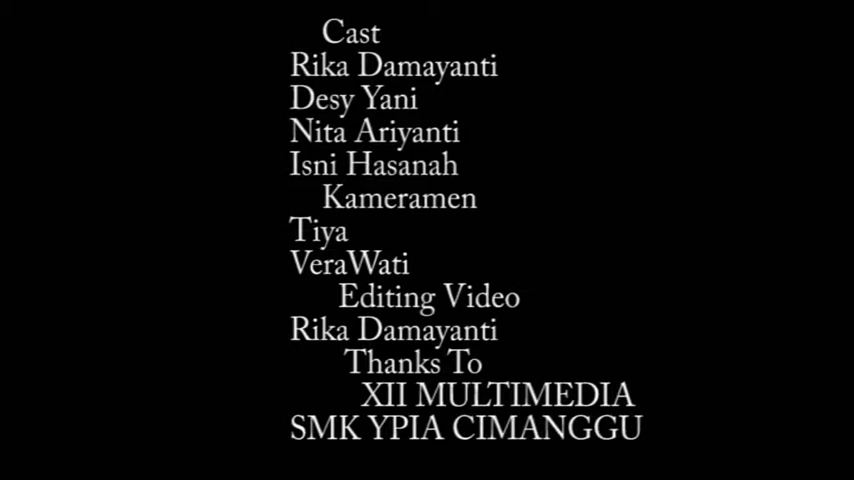 Cast
Rika Damayanti
Desy Yani
Nita Ariyanti
Isni Hasanah
Kameramen
Tiya
VeraWati
Editing Video
Rika Damayanti
Thanks To
XII MULTIMEDIA
SMK YPIA CIMANGGU